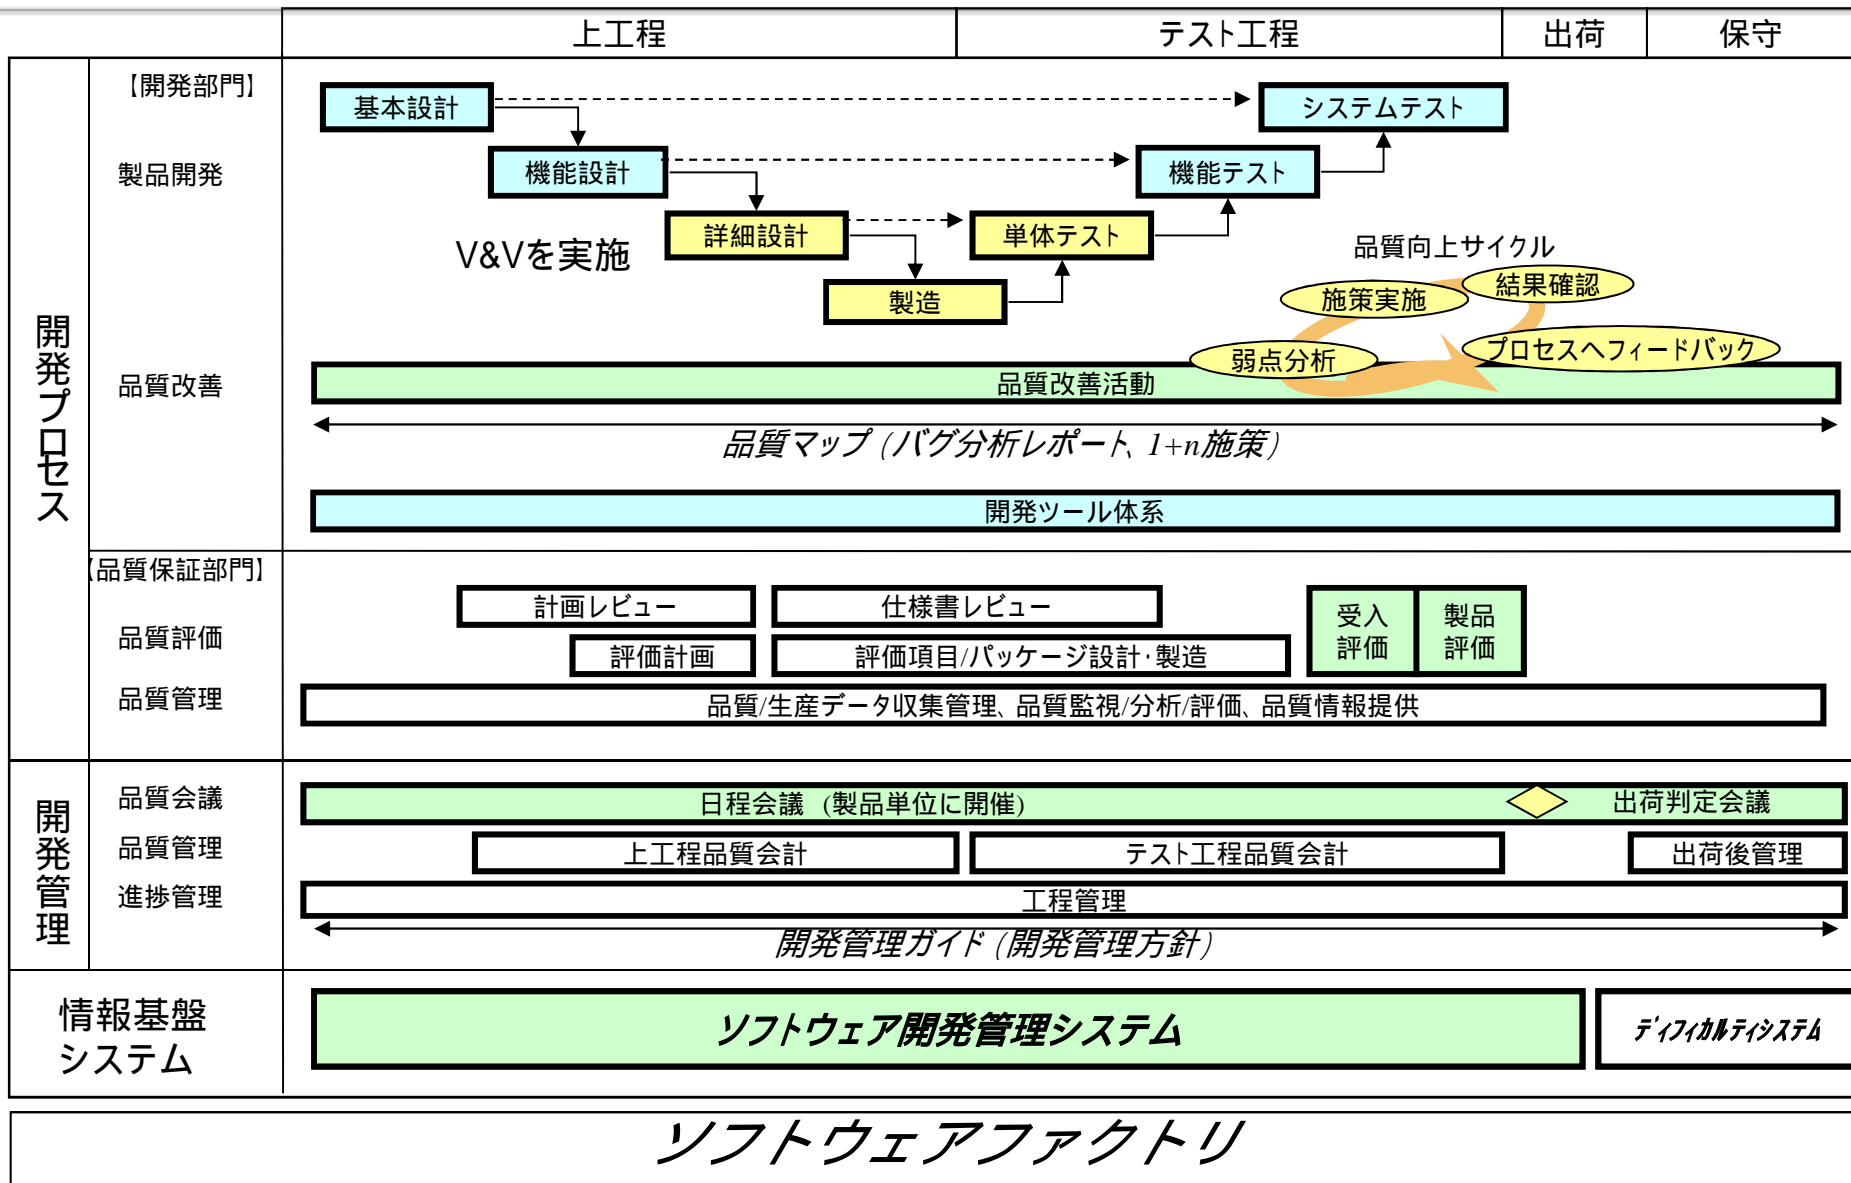 上工程
テスト工程
出荷
保守
開発プロセス
【開発部門】
製品開発
品質改善
基本設計
システムテスト
機能設計
機能テスト
詳細設計
単体テスト
V&Vを実施
製造
品質向上サイクル
施策実施
結果確認
弱点分析
プロセスへフィードバック
品質改善活動
品質マップ (バグ分析レポート、1+n施策)
開発ツール体系
【品質保証部門】
品質評価
品質管理
計画レビュー
仕様書レビュー
評価計画
評価項目/パッケージ設計・製造
受入
評価
製品
評価
品質/生産データ収集管理、品質監視/分析/評価、品質情報提供
開発管理
品質会議
品質管理
進捗管理
日程会議 (製品単位に開催)
出荷判定会議
上工程品質会計
テスト工程品質会計
出荷後管理
工程管理
開発管理ガイド (開発管理方針)
情報基盤
システム
ソフトウェア開発管理システム
ディフィカルティシステム
ソフトウェアファクトリ